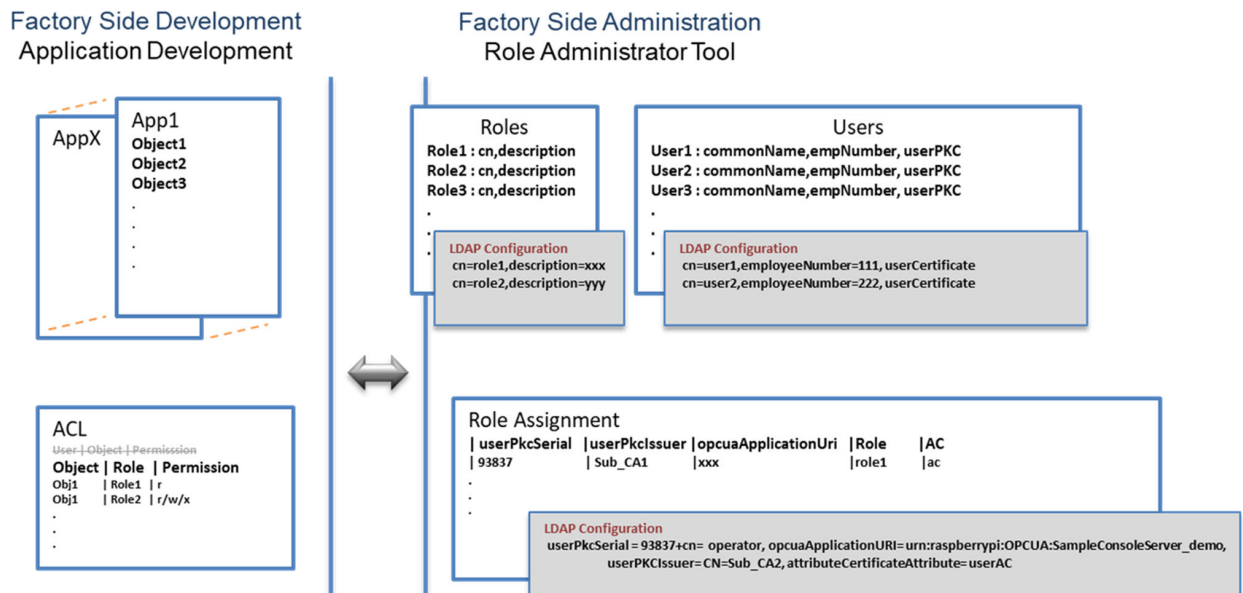 Factory Side Development
Application Development
Factory Side Administration
Role Administrator Tool
AppX
App1
Object1
Object2
Object3
.
.
.
.
Roles
Role1 : cn,description
Role2 : cn,description
Role3 : cn,description
.
.
.
LDAP Configuration
cn=role1,description=xxx
cn=role2,description=yyy
Users
User1 : commonName,empNumber, userPKC
User2 : commonName,empNumber, userPKC
User3 : commonName,empNumber, userPKC
.
.
.
LDAP Configuration
cn=user1,employeeNumber=111, userCertificate
cn=user2,employeeNumber=222, userCertificate
ACL
User | Object | Permisssion
Object | Role | Permission
Obj1 | Role1 | r
Obj1 | Role2 | r/w/x
.
.
.
Role Assignment
| userPkcSerial |userPkcIssuer |opcuaApplicationUri |Role |AC
| 93837 | Sub_CA1 |xxx |role1 |ac
.
.
.
LDAP Configuration
userPkcSerial = 93837+cn= operator, opcuaApplicationURI=urn:raspberrypi:OPCUA:SampleConsoleServer_demo,
userPKCIssuer= CN=Sub_CA2, attributeCertificateAttribute= userAC